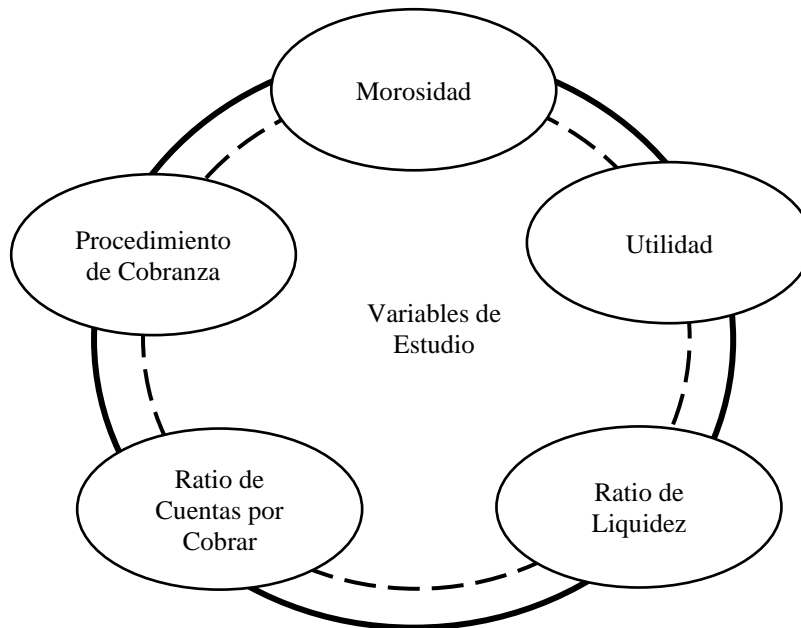 Morosidad
Procedimiento
de Cobranza
Utilidad
Variables de
Estudio
Ratio de
Cuentas por
Cobrar
Ratio de
Liquidez